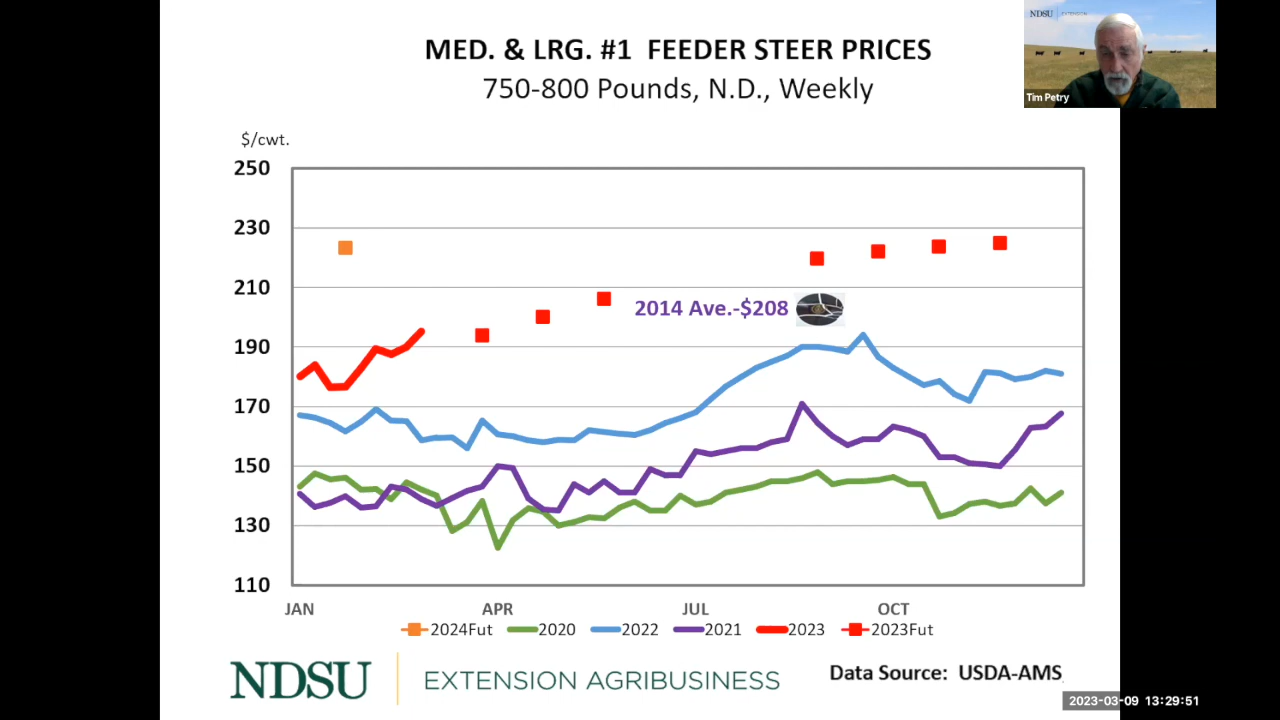 MED. & LRG. #1 FEEDER STEER PRICES
750-800 Pounds, N.D., Weekly
NDSU EXTENSION
Tim Petry
$/cwt.
250
230
210
190
170
150
130
110
2014 Ave.-$208
JAN APR JUL OCT
2024Fut 2020 2022 2021 2023 2023Fut
NDSU EXTENSION AGRIBUSINESS
Data Source: USDA-AMS
2023-03-09 13:29:51